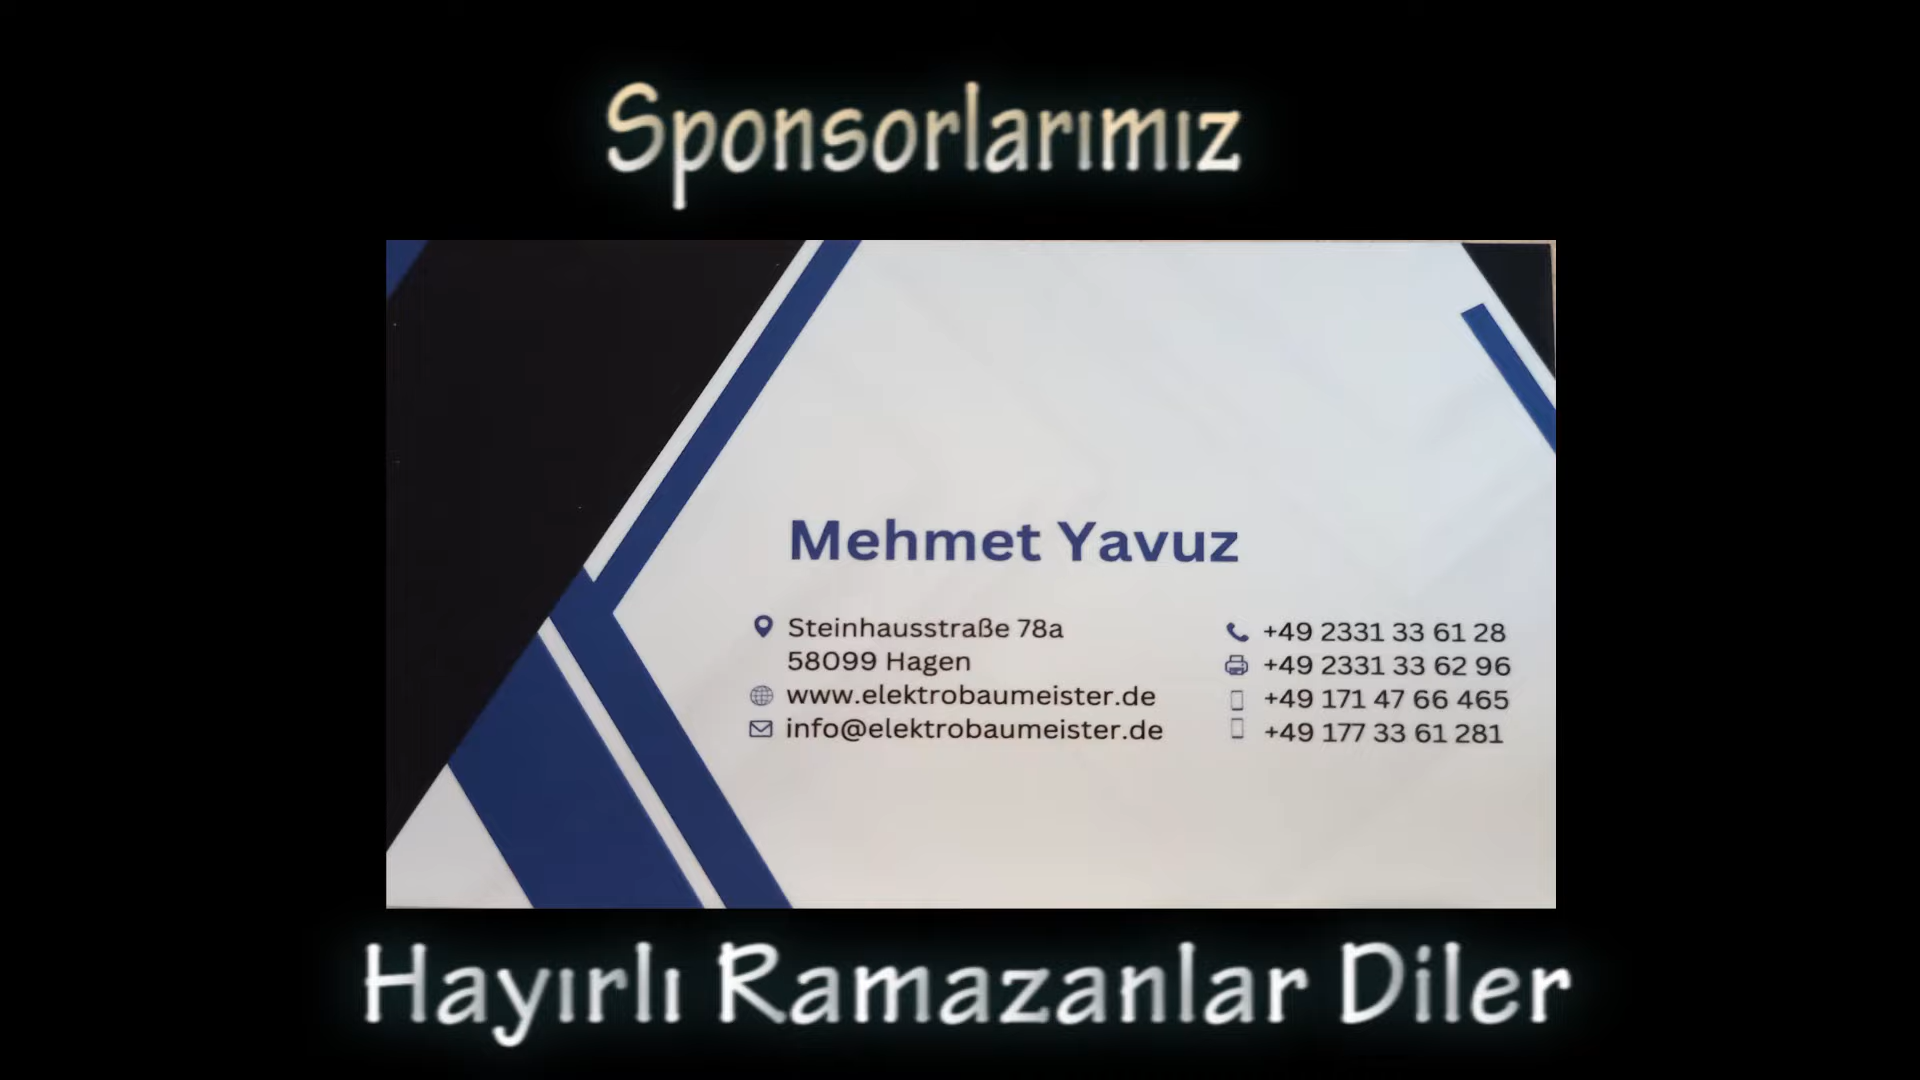 Sponsorlarımız
Mehmet Yavuz
Steinhausstraße 78a
58099 Hagen
www.elektrobaumeister.de
info@elektrobaumeister.de
+49 2331 33 61 28
+49 2331 33 62 96
+49 171 47 66 465
+49 177 33 61 281
Hayırlı Ramazanlar Diler